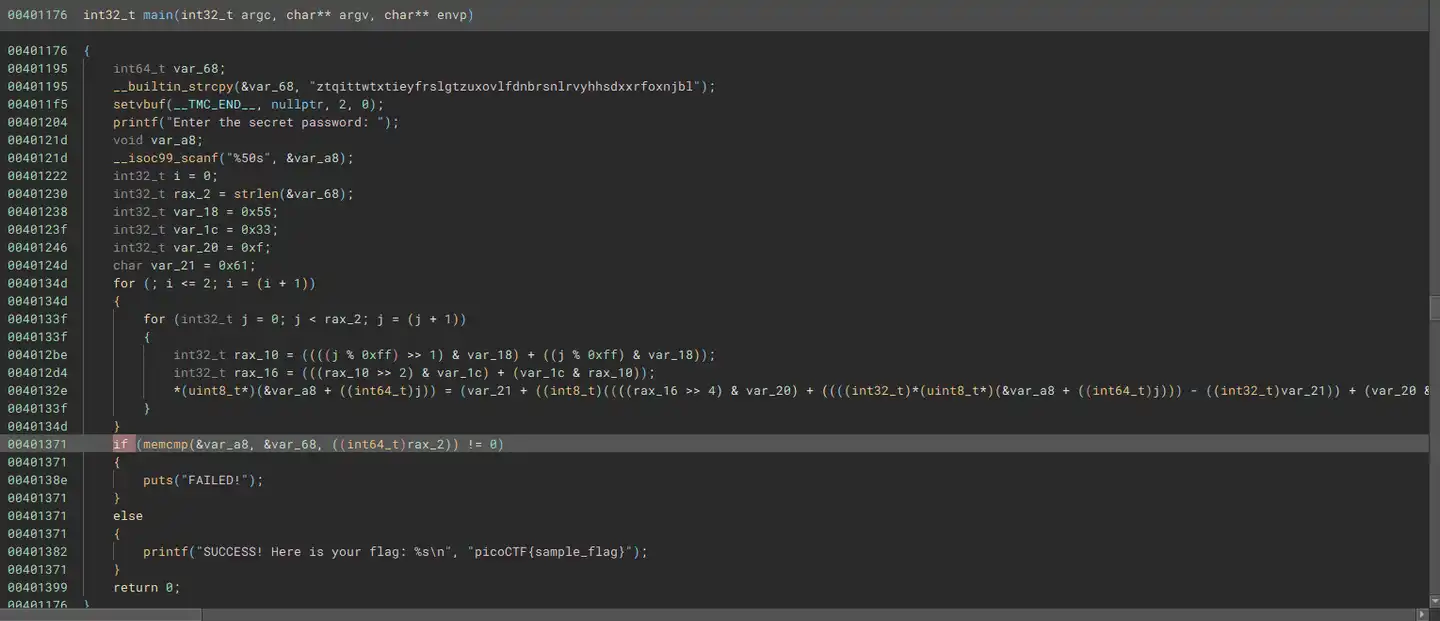 00401176 int32_t main(int32_t argc, char** argv, char** envp)
00401176 {
00401195 int64_t var_68;
00401195 __builtin_strcpy(&var_68, "ztqittwtxtieyfrslgtzuxovlfdnbrsnlrvyhhsdxxrfoxnjbl");
004011f5 setvbuf(__TMC_END__, nullptr, 2, 0);
00401204 printf("Enter the secret password: ");
0040121d void var_a8;
0040121d __isoc99_scanf("%50s", &var_a8);
00401222 int32_t i = 0;
00401230 int32_t rax_2 = strlen(&var_68);
00401238 int32_t var_18 = 0x55;
0040123f int32_t var_1c = 0x33;
00401246 int32_t var_20 = 0xf;
0040124d char var_21 = 0x61;
0040134d for (; i <= 2; i = (i + 1))
0040134d {
0040133f for (int32_t j = 0; j < rax_2; j = (j + 1))
0040133f {
004012be int32_t rax_10 = ((((j % 0xff) >> 1) & var_18) + ((j % 0xff) & var_18));
004012d4 int32_t rax_16 = (((rax_10 >> 2) & var_1c) + (var_1c & rax_10));
0040132e *(uint8_t*)(&var_a8 + ((int64_t)j)) = (var_21 + ((int8_t)((((rax_16 >> 4) & var_20) + ((((int32_t)*(uint8_t*)(&var_a8 + ((int64_t)j))) - ((int32_t)var_21)) + (var_20 &
0040133f }
0040134d }
00401371 if (memcmp(&var_a8, &var_68, ((int64_t)rax_2)) != 0)
00401371 {
0040138e puts("FAILED!");
00401371 }
00401371 else
00401371 {
00401382 printf("SUCCESS! Here is your flag: %s\n", "picoCTF{sample_flag}");
00401371 }
00401399 return 0;
00401176 }